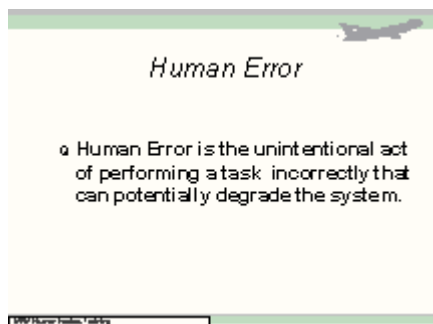 Human Error
Human Error is the unintentional act
of performing a task incorrectly that
can potentially degrade the system.